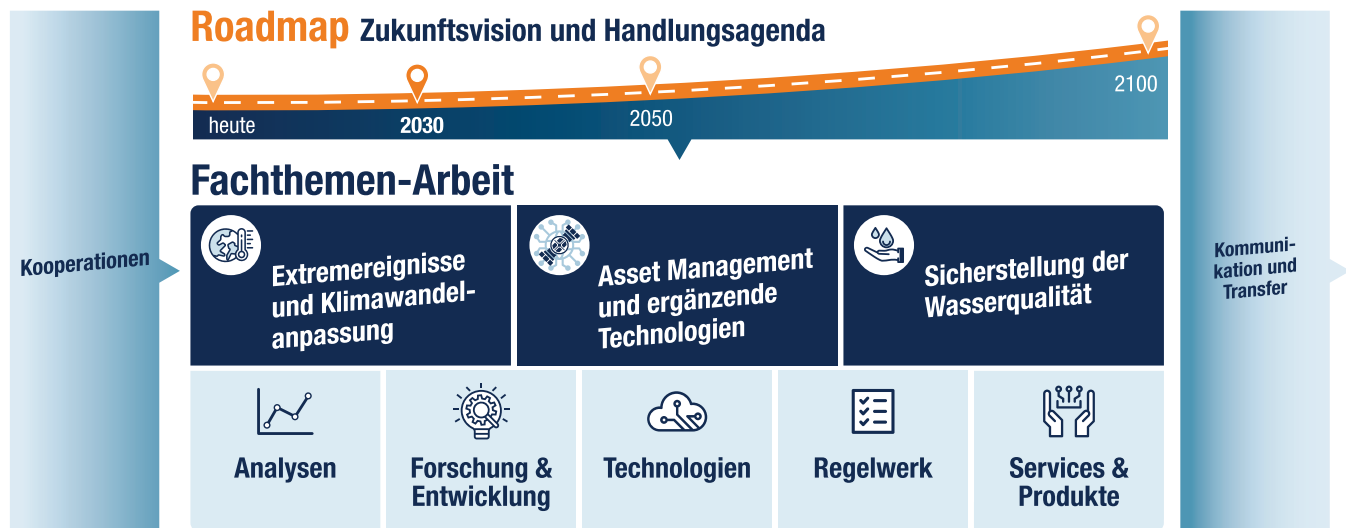 Roadmap Zukunftsvision und Handlungsagenda
heute
2030
2050
2100
Kooperationen
Fachthemen-Arbeit
Extremereignisse
und Klimawandel-
anpassung
Asset Management
und ergänzende
Technologien
Sicherstellung der
Wasserqualität
Analysen
Forschung &
Entwicklung
Technologien
Regelwerk
Services &
Produkte
Kommuni-
kation und
Transfer